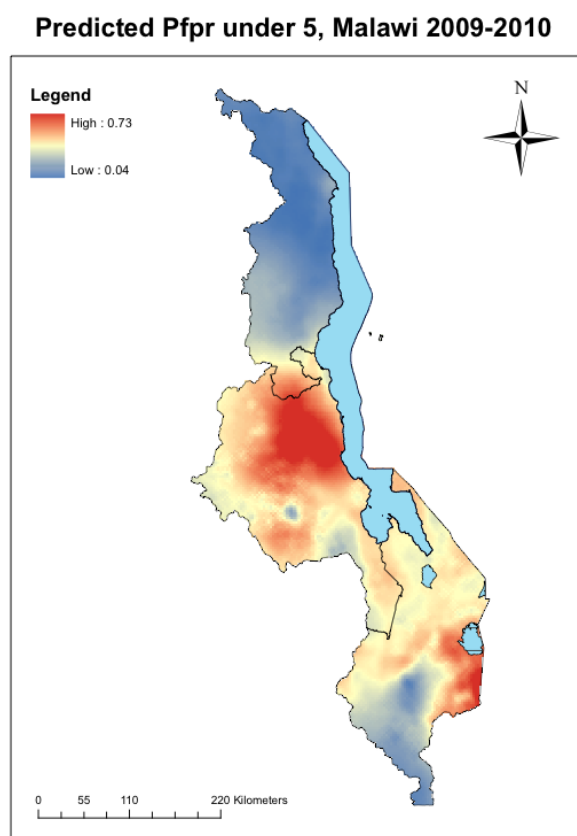 Predicted Pfpr under 5, Malawi 2009-2010
Legend
High : 0.73
Low : 0.04
N
0 55 110 220 Kilometers